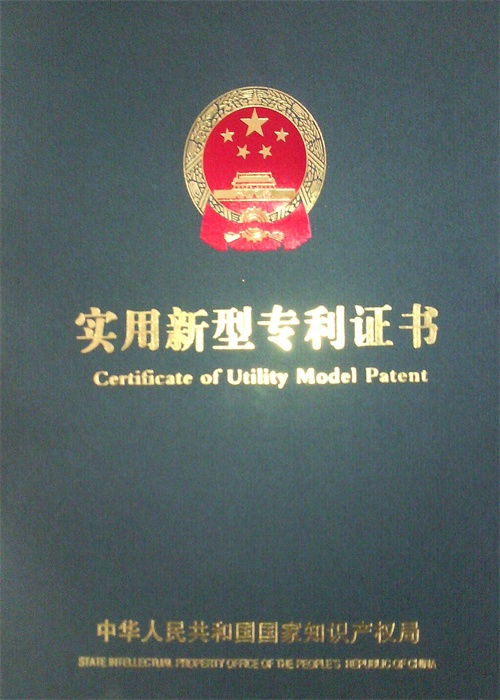 实用新型专利证书
Certificate of Utility Model Patent
中华人民共和国国家知识产权局
STATE INTELLECTUAL PROPERTY OFFICE OF THE PEOPLE'S REPUBLIC OF CHINA